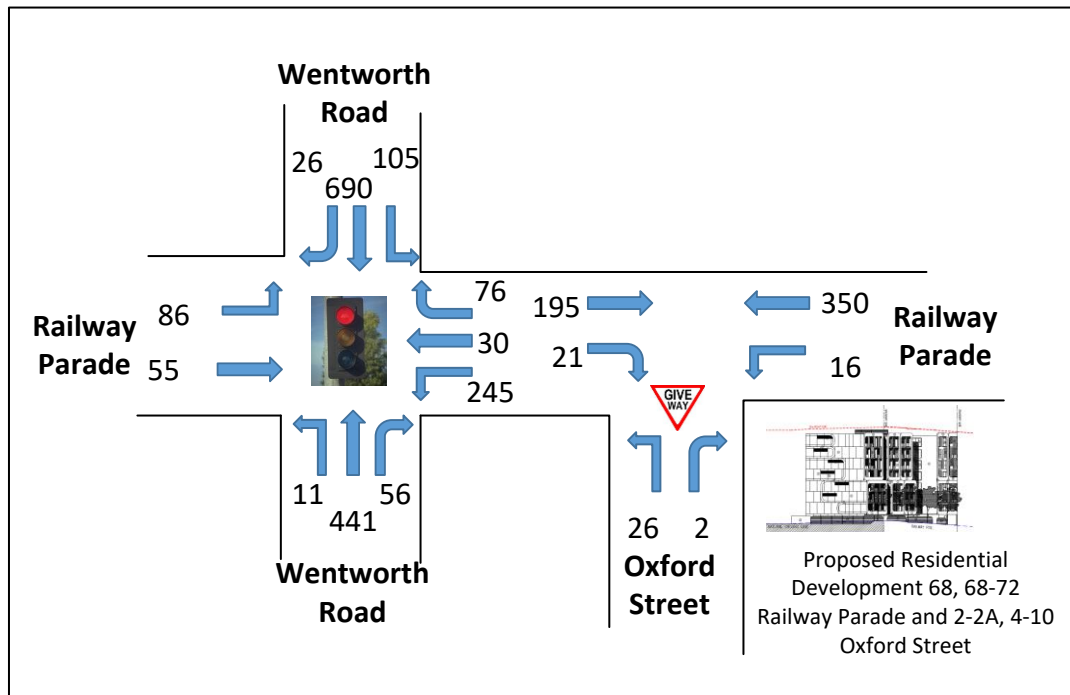 Wentworth
Road
26
105
690
76
195
350
86
Railway
Parade
30
Railway
Parade
55
21
16
245
GIVE
WAY
11
56
441
26
2
Wentworth
Road
Oxford
Street
Proposed Residential
Development 68, 68-72
Railway Parade and 2-2A, 4-10
Oxford Street